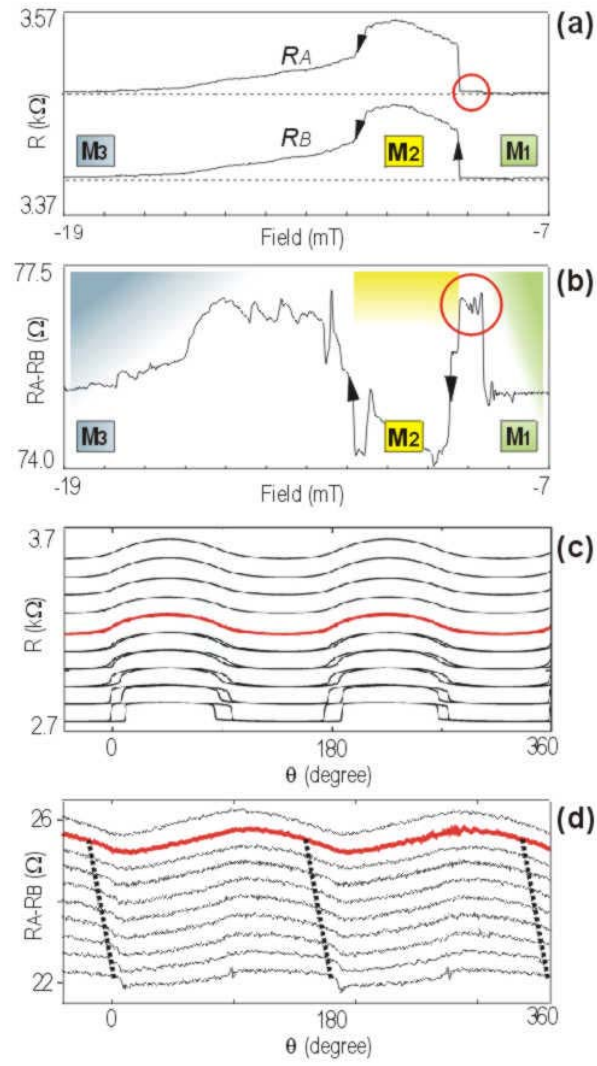 3.57
(a)
RA
R (kΩ)
RB
M3
M2
M1
3.37
-19
Field (mT)
-7
77.5
(b)
RA-RB (Ω)
M3
M2
M1
74.0
-19
Field (mT)
-7
3.7
(c)
R (kΩ)
2.7
0
180
360
θ (degree)
(d)
26
RA-RB (Ω)
22
0
180
360
θ (degree)